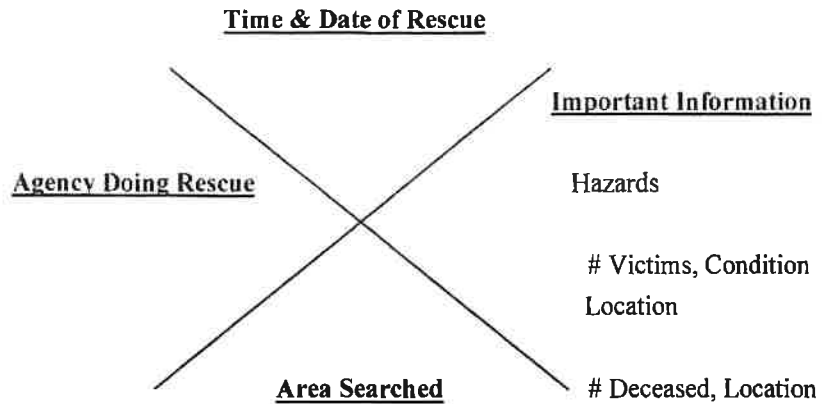 Time & Date of Rescue
Important Information
Agency Doing Rescue
Hazards
# Victims, Condition
Location
Area Searched
# Deceased, Location